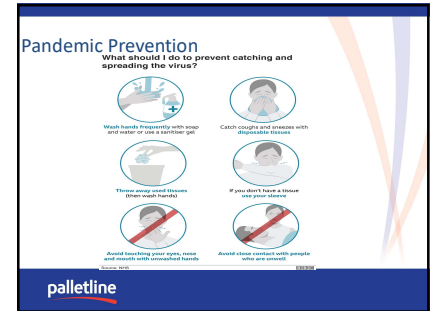 Pandemic Prevention
What should I do to prevent catching and
spreading the virus?
Wash hands frequently with soap
and water or use a sanitiser gel
Catch coughs and sneezes with
disposable tissues
Throw away used tissues
(then wash hands)
If you don't have a tissue
use your sleeve
Avoid touching your eyes, nose
and mouth with unwashed hands
Avoid close contact with people
who are unwell
Source: NHS
BBC
palletline